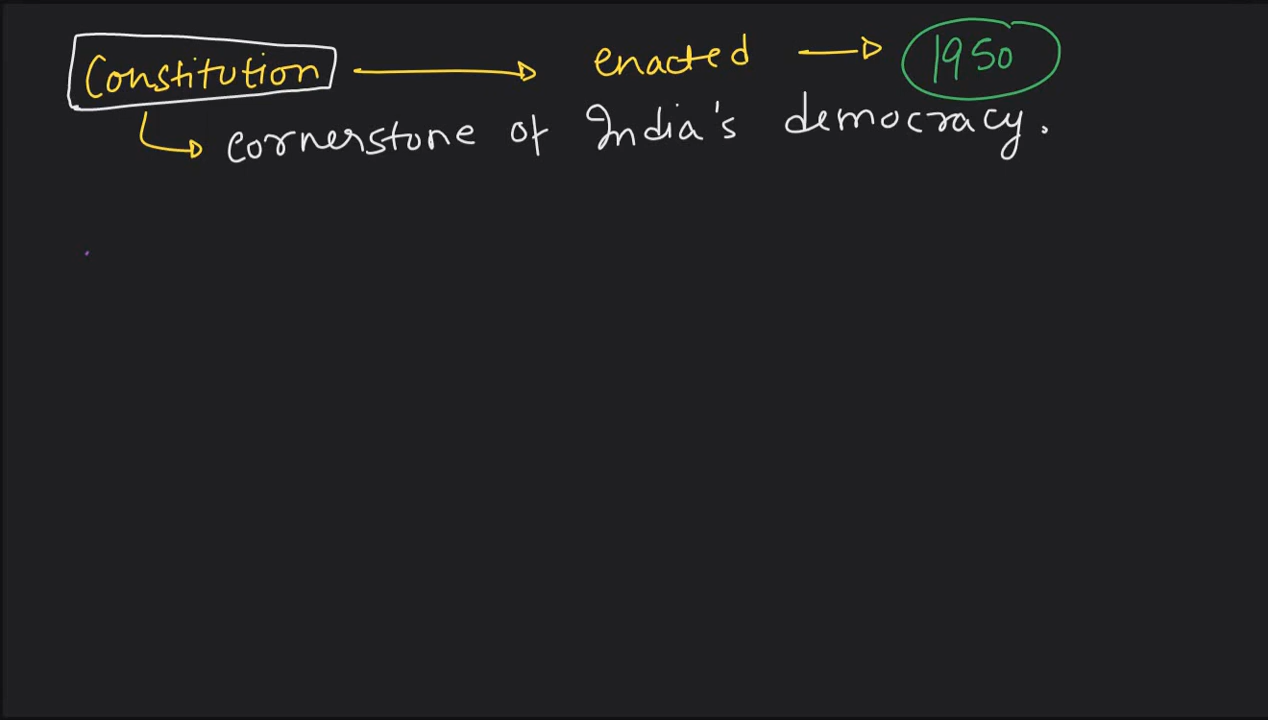 Constitution → enacted → 1950
↳ cornerstone of India's democracy.